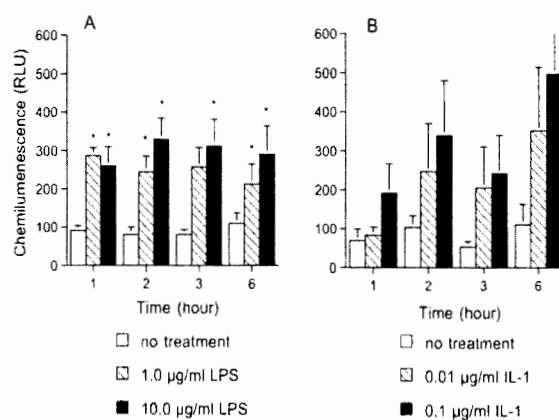 A
Chemilumenescence (RLU)
600
500
400
300
200
100
0
* * * * * * *
1 2 3 6
Time (hour)
no treatment
1.0 µg/ml LPS
10.0 µg/ml LPS
B
600
500
400
300
200
100
0
1 2 3 6
Time (hour)
no treatment
0.01 µg/ml IL-1
0.1 µg/ml IL-1